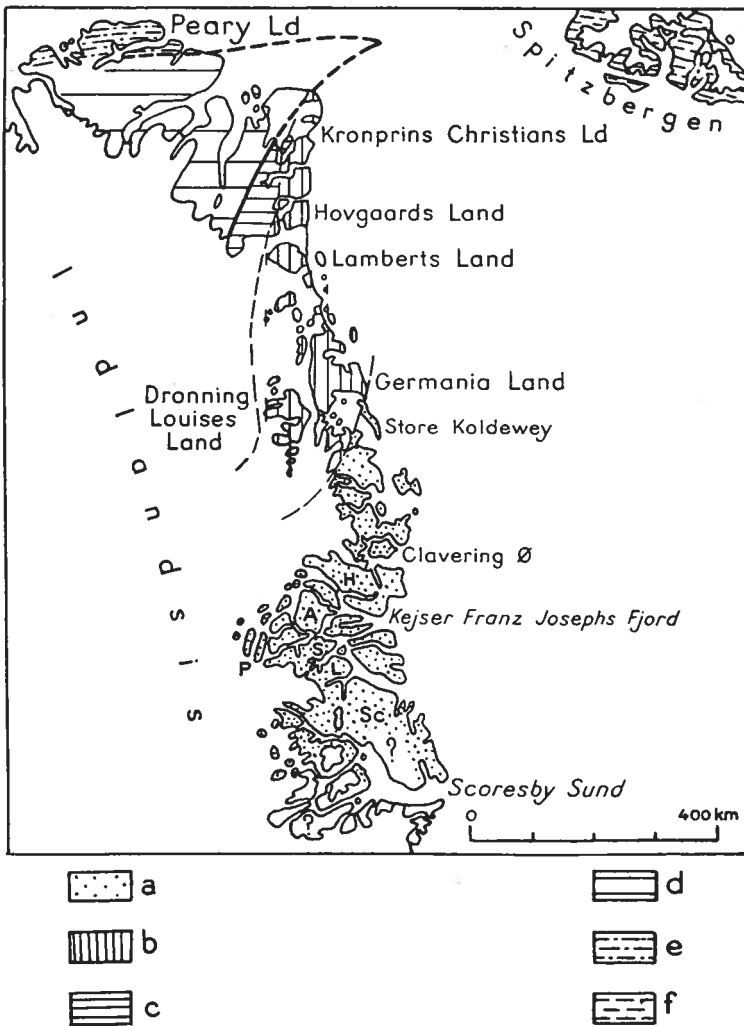 Peary Ld
Spitzbergen
Kronprins Christians Ld
Hovgaards Land
Lamberts Land
Indlandsis
Germania Land
Dronning
Louises
Land
Store Koldewey
Clavering Ø
H
A
Kejser Franz Josephs Fjord
S
P
L
Sc
?
Scoresby Sund
?
0 400 km
a
b
c
d
e
f